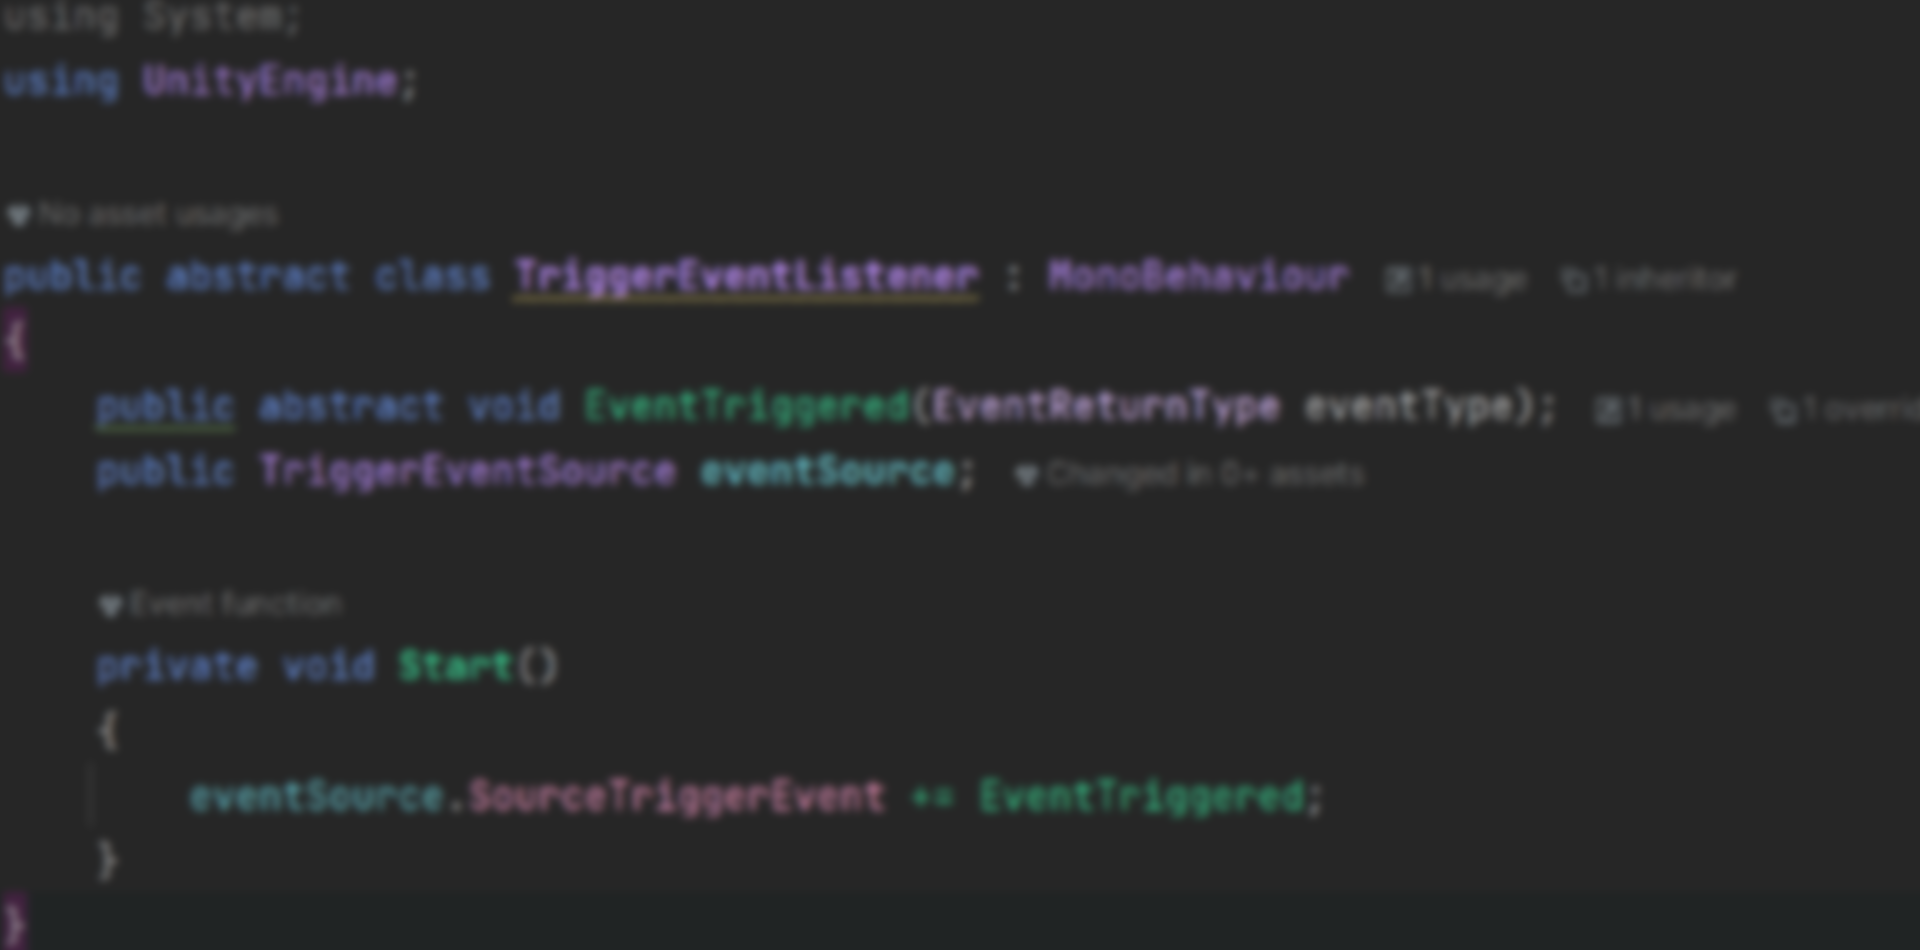 using System;
using UnityEngine;
No asset usages
public abstract class TriggerEventListener : MonoBehaviour 1 usage 1 inheritor
{
public abstract void EventTriggered(EventReturnType eventType); 1 usage 1 overrid
public TriggerEventSource eventSource; Changed in 0+ assets
Event function
private void Start()
{
eventSource.SourceTriggerEvent += EventTriggered;
}
}